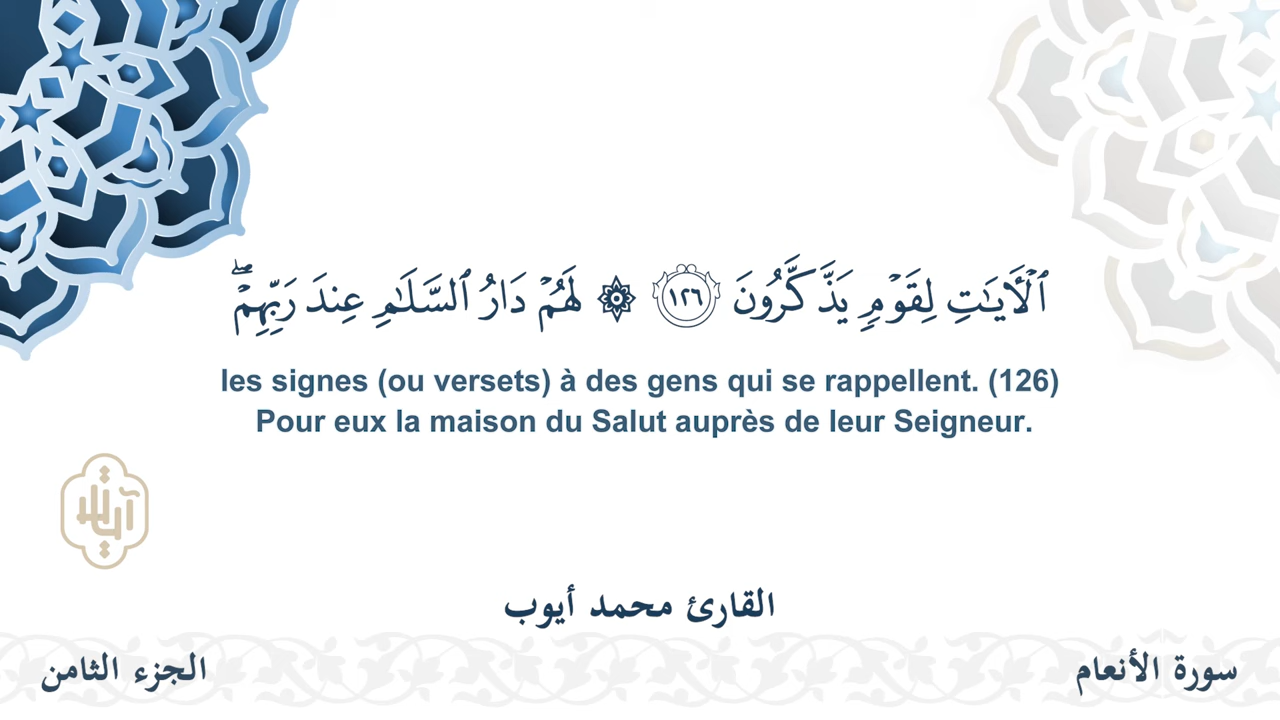 ٱلْأَيَـٰتِ لِقَوْمٍ يَذَّكَّرُونَ ١٢٦ ۞ لَهُمْ دَارُ ٱلسَّلَـٰمِ عِندَ رَبِّهِمْ ۖ
les signes (ou versets) à des gens qui se rappellent. (126)
Pour eux la maison du Salut auprès de leur Seigneur.
آيات
القارئ محمد أيوب
سورة الأنعام
الجزء الثامن